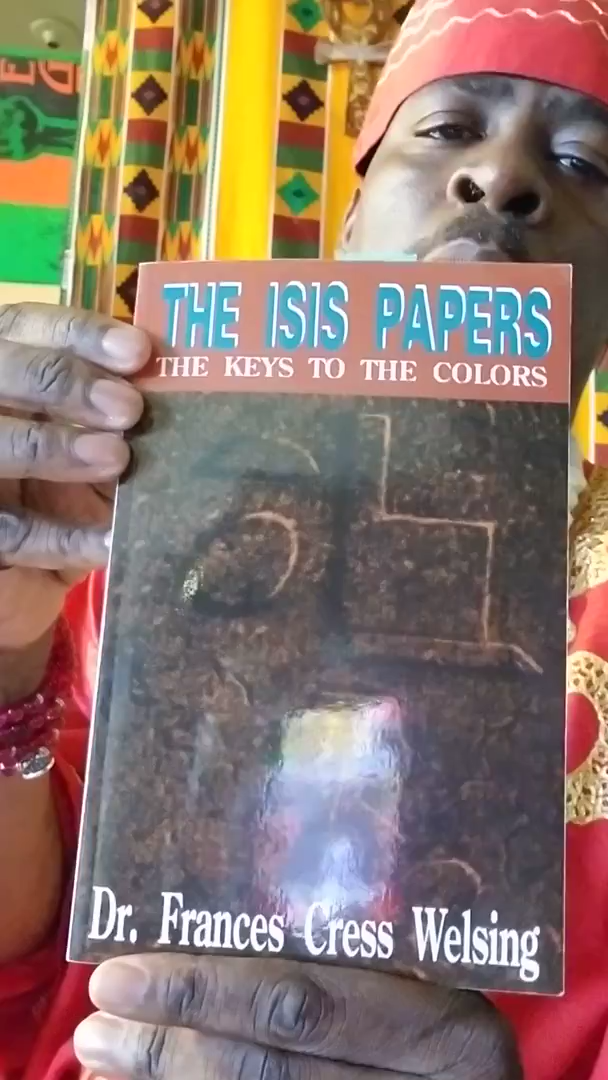 THE ISIS PAPERS
THE KEYS TO THE COLORS
Dr. Frances Cress Welsing